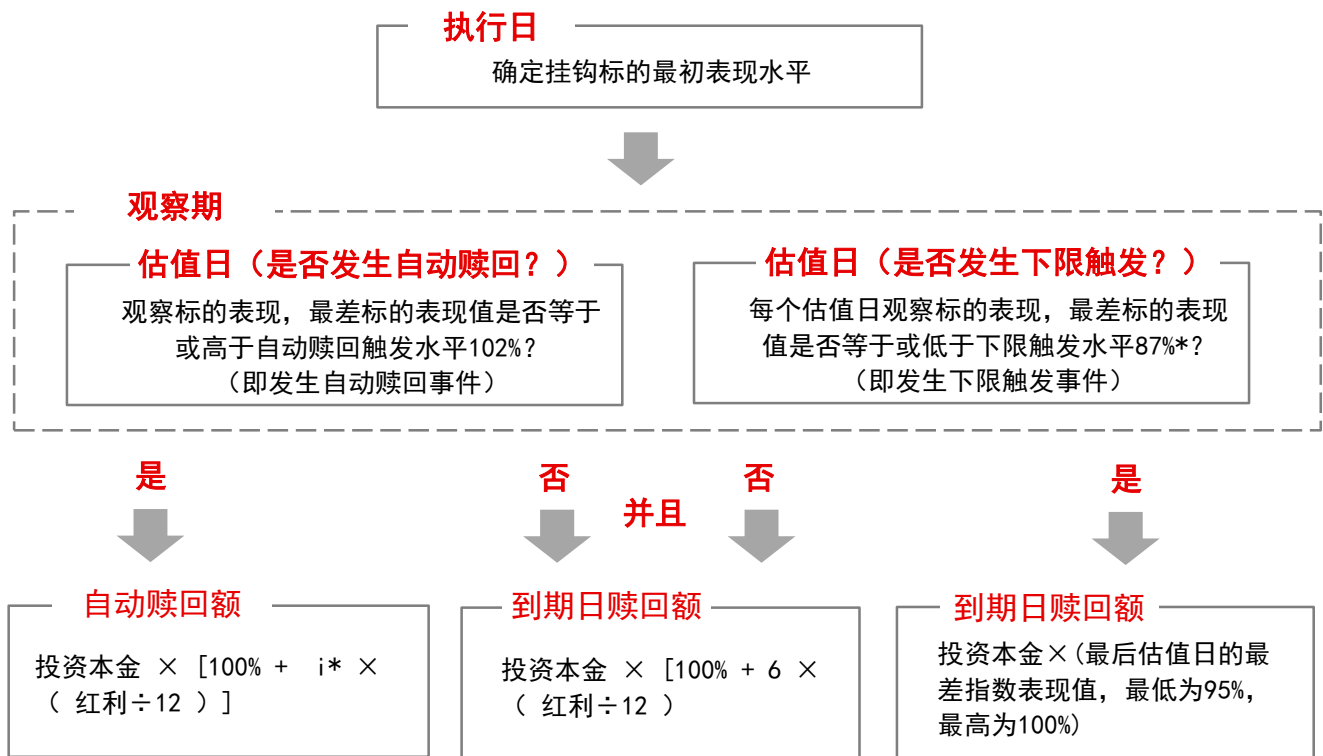 执行日
确定挂钩标的最初表现水平
观察期
估值日（是否发生自动赎回？）
观察标的表现，最差标的表现值是否等于
或高于自动赎回触发水平102%？
（即发生自动赎回事件）
估值日（是否发生下限触发？）
每个估值日观察标的表现，最差标的表现
值是否等于或低于下限触发水平87%*？
（即发生下限触发事件）
是
否
并且
否
是
自动赎回额
投资本金 × [100% + i* ×
（ 红利÷12 ）]
到期日赎回额
投资本金 × [100% + 6 ×
（ 红利÷12 ）
到期日赎回额
投资本金×(最后估值日的最
差指数表现值，最低为95%，
最高为100%)